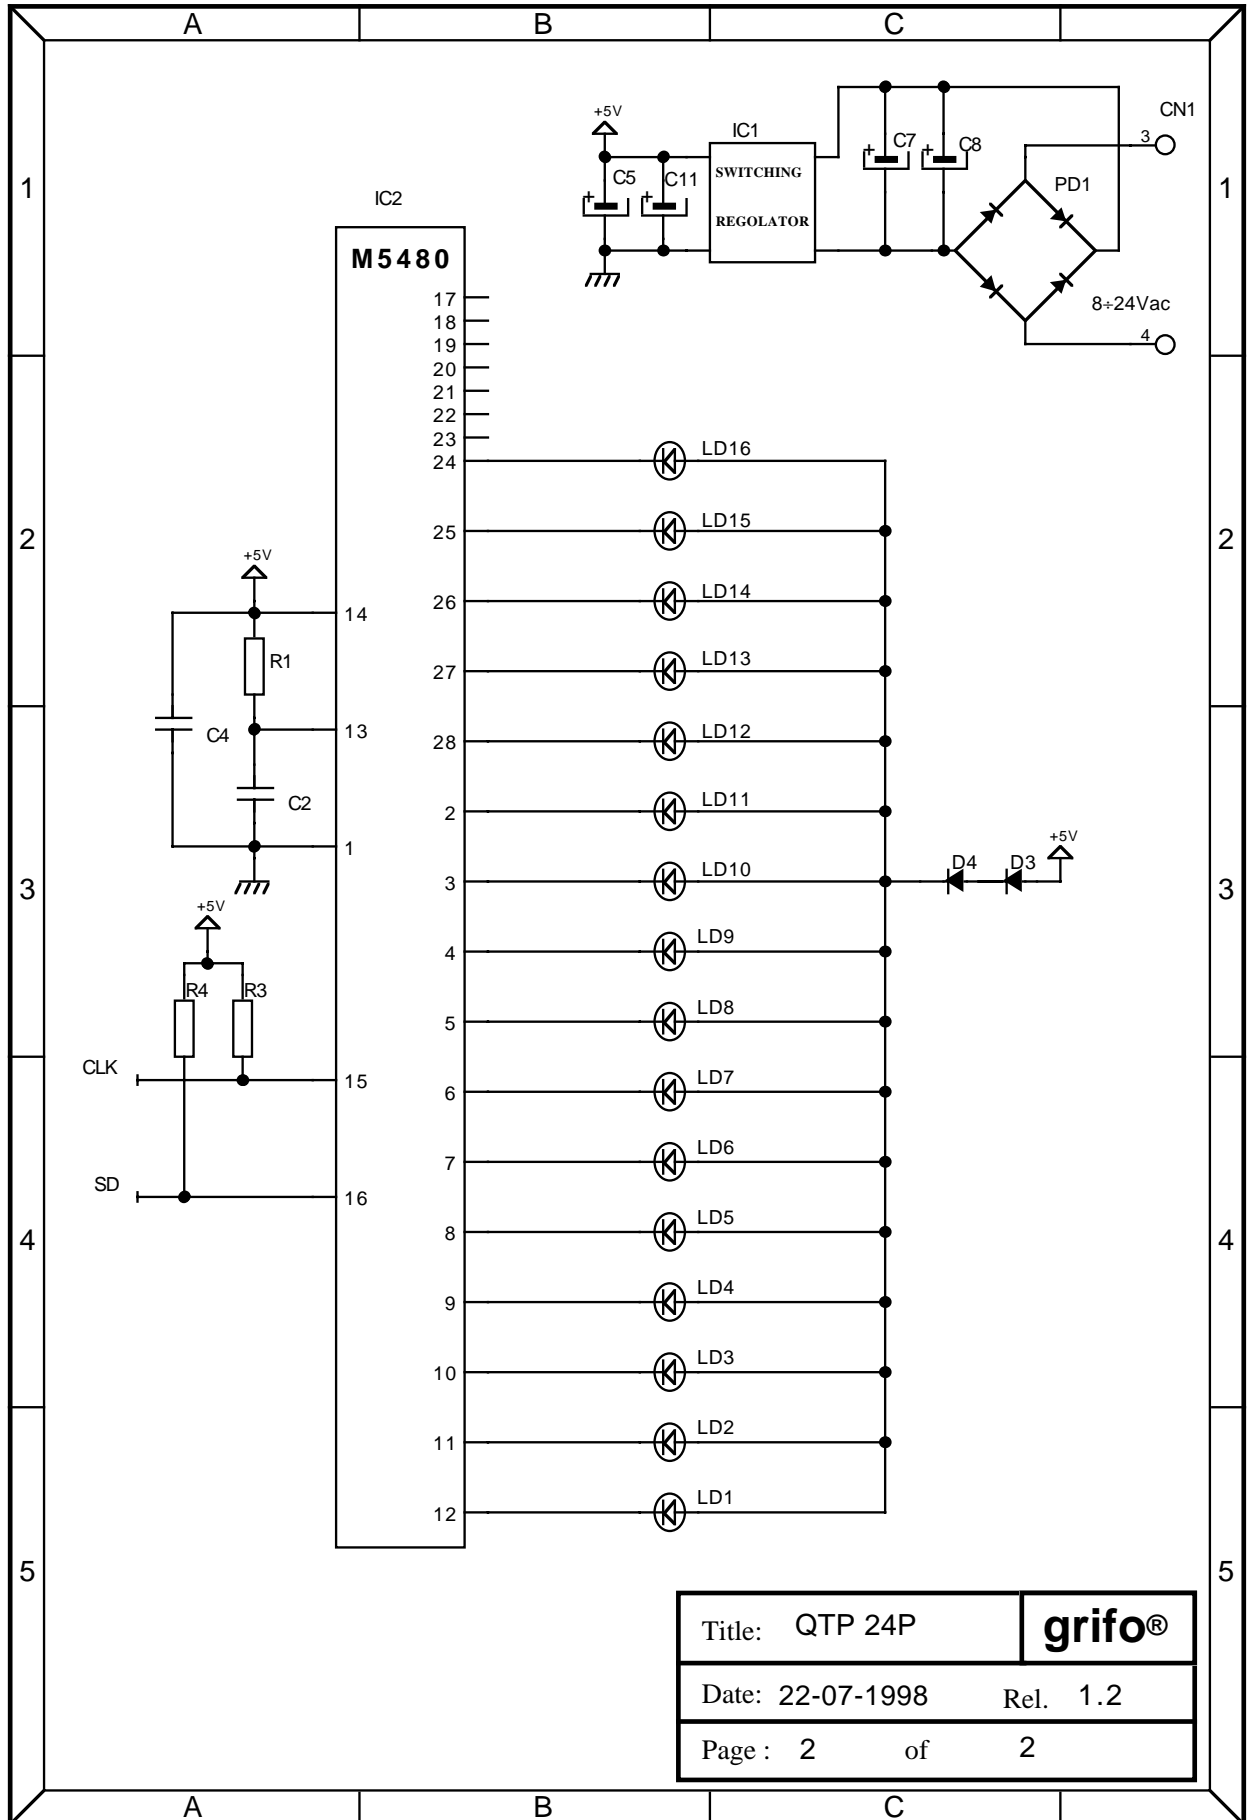 A B C
+5V
IC1
CN1
3
C5
C11
SWITCHING
REGOLATOR
C7
C8
PD1
8÷24Vac
4
1
1
IC2
M5480
17
18
19
20
21
22
23
24
LD16
25
LD15
2
2
+5V
14
26
LD14
R1
27
LD13
C4
13
28
LD12
C2
2
LD11
1
+5V
3
LD10
D4
D3
3
3
+5V
4
LD9
R4
R3
5
LD8
CLK
15
6
LD7
7
LD6
SD
16
8
LD5
4
4
9
LD4
10
LD3
11
LD2
12
LD1
5
5
Title: QTP 24P
grifo®
Date: 22-07-1998 Rel. 1.2
Page : 2 of 2
A B C